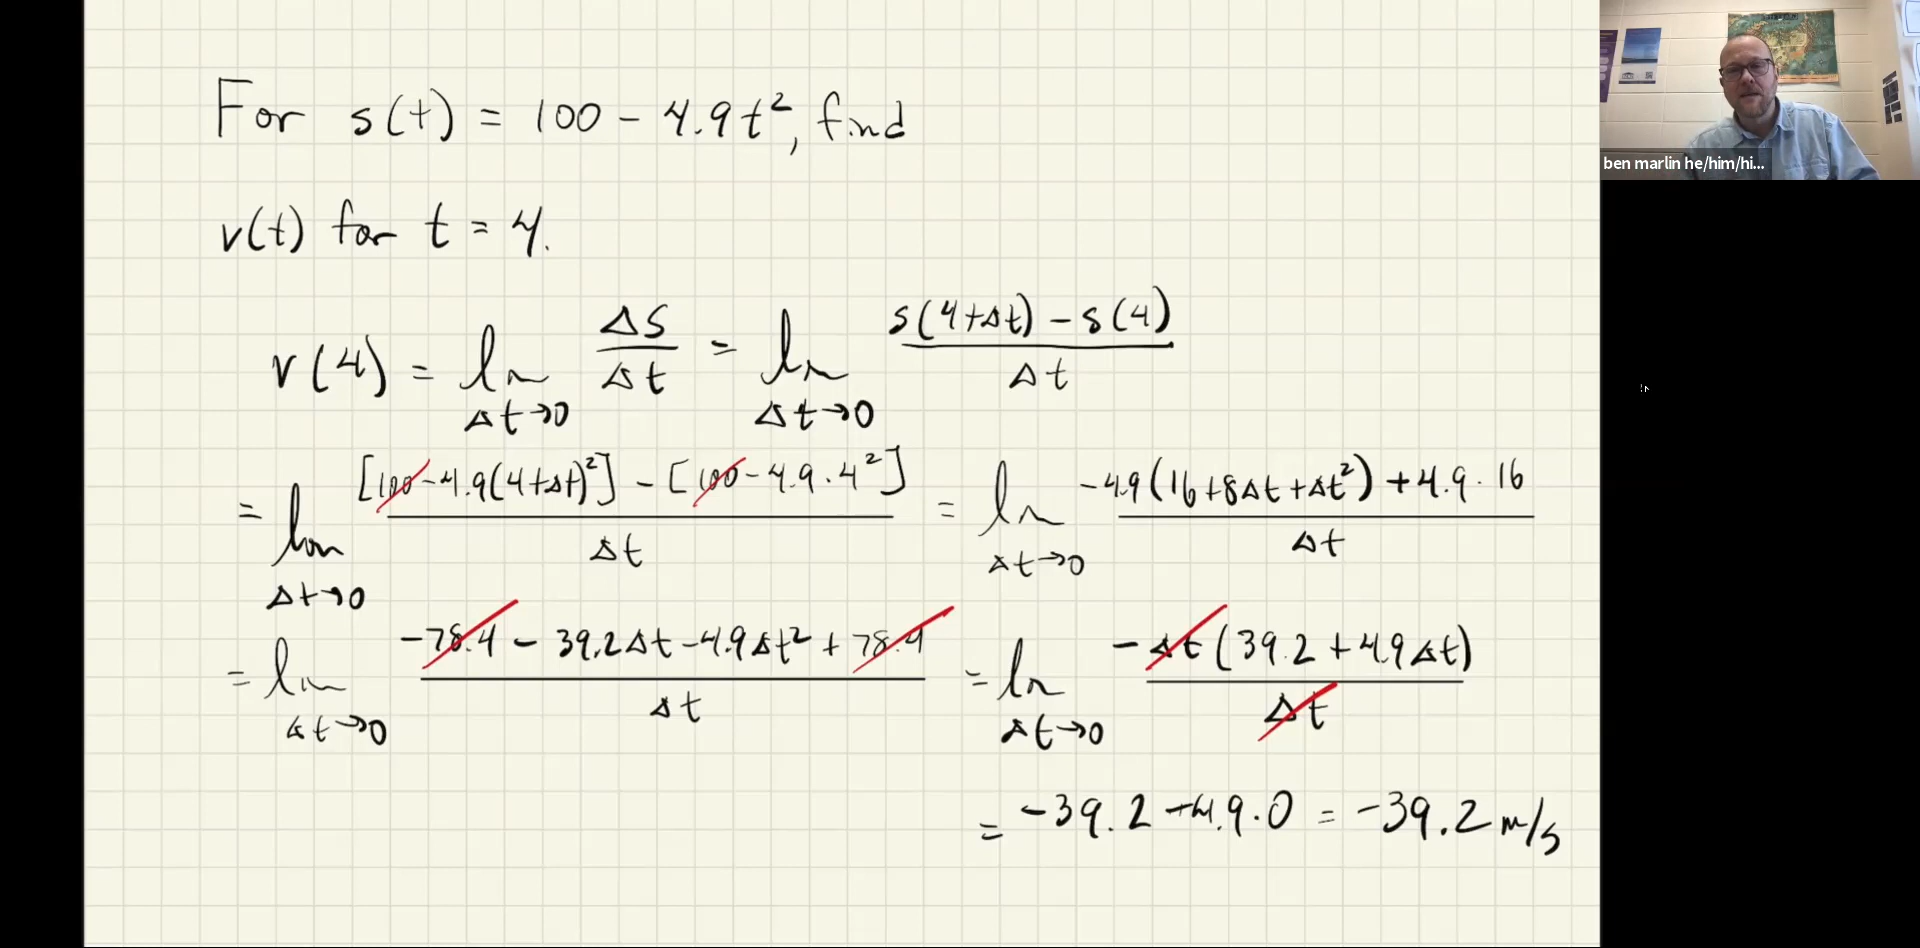 For s(t) = 100 - 4.9t², find
v(t) for t = 4.
v(4) = lim Δt→0 Δs/Δt = lim Δt→0 (s(4+Δt) - s(4))/Δt
= lim Δt→0 ([100-4.9(4+Δt)²] - [100-4.9·4²])/Δt = lim Δt→0 (-4.9(16+8Δt+Δt²)+4.9·16)/Δt
= lim Δt→0 (-78.4 - 39.2Δt-4.9Δt² + 78.4)/Δt = lim Δt→0 (-Δt(39.2+4.9Δt))/Δt
= -39.2 +4.9·0 = -39.2 m/s
ben marlin he/him/hi...